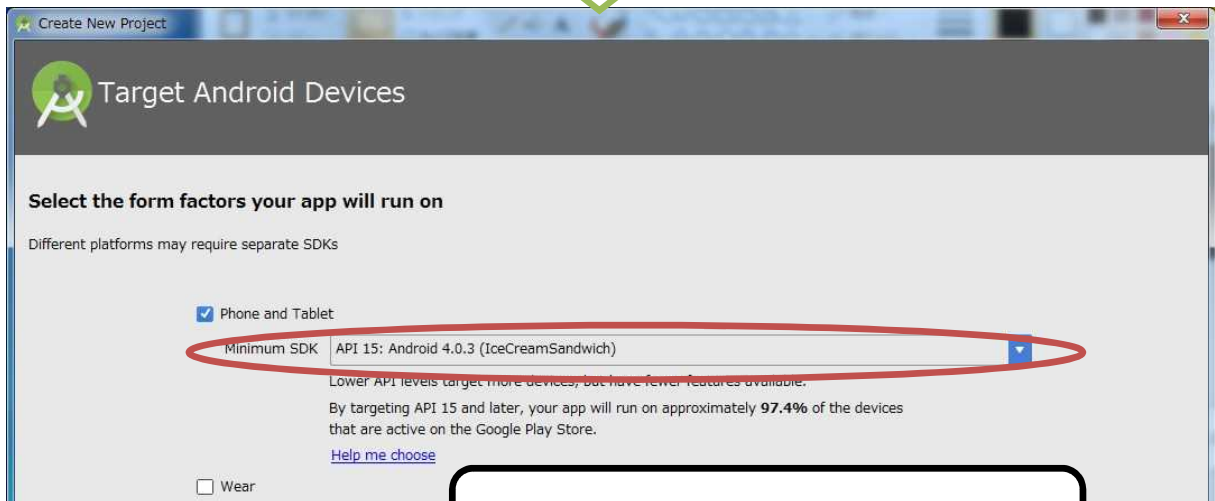 Create New Project
Target Android Devices
Select the form factors your app will run on
Different platforms may require separate SDKs
Phone and Tablet
Minimum SDK API 15: Android 4.0.3 (IceCreamSandwich)
Lower API levels target more devices, but have fewer features available.
By targeting API 15 and later, your app will run on approximately 97.4% of the devices
that are active on the Google Play Store.
Help me choose
Wear